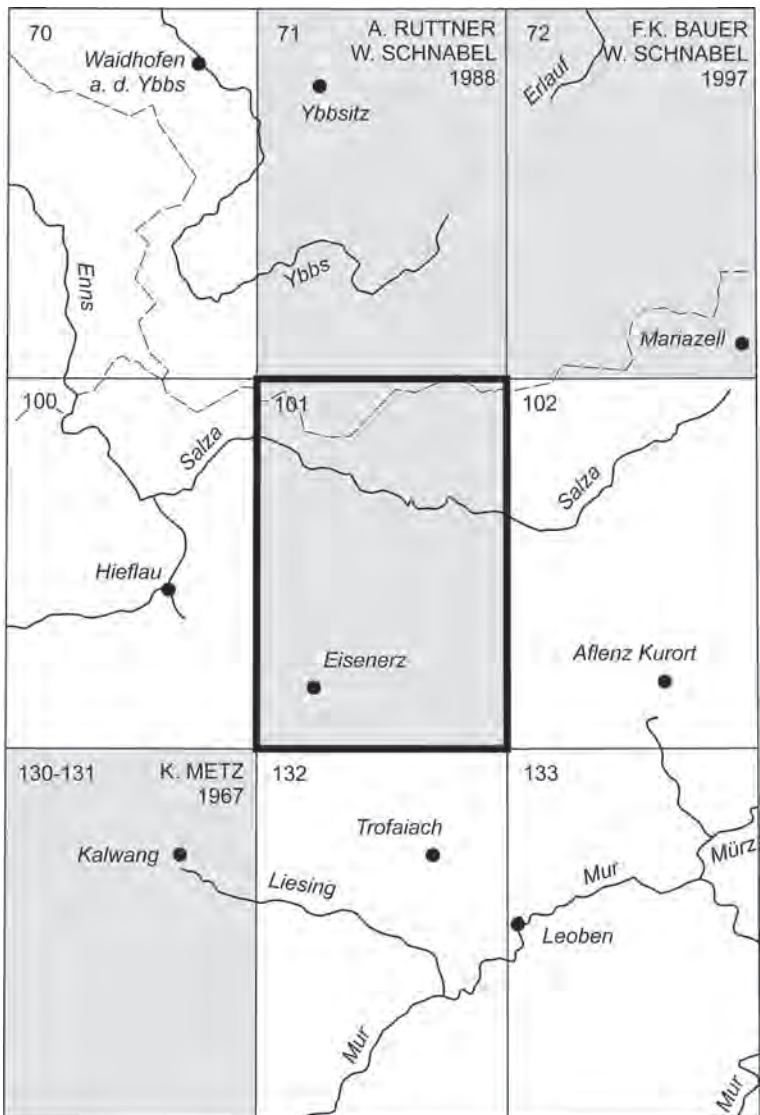 70
Waidhofen
a. d. Ybbs
71
A. RUTTNER
W. SCHNABEL
1988
Ybbsitz
72
F.K. BAUER
W. SCHNABEL
1997
Erlauf
Enns
Ybbs
Mariazell
100
Salza
Hieflau
101
Eisenerz
102
Salza
Aflenz Kurort
130-131
K. METZ
1967
Kalwang
132
Trofaiach
Liesing
Mur
133
Mur
Mürz
Leoben
Mur